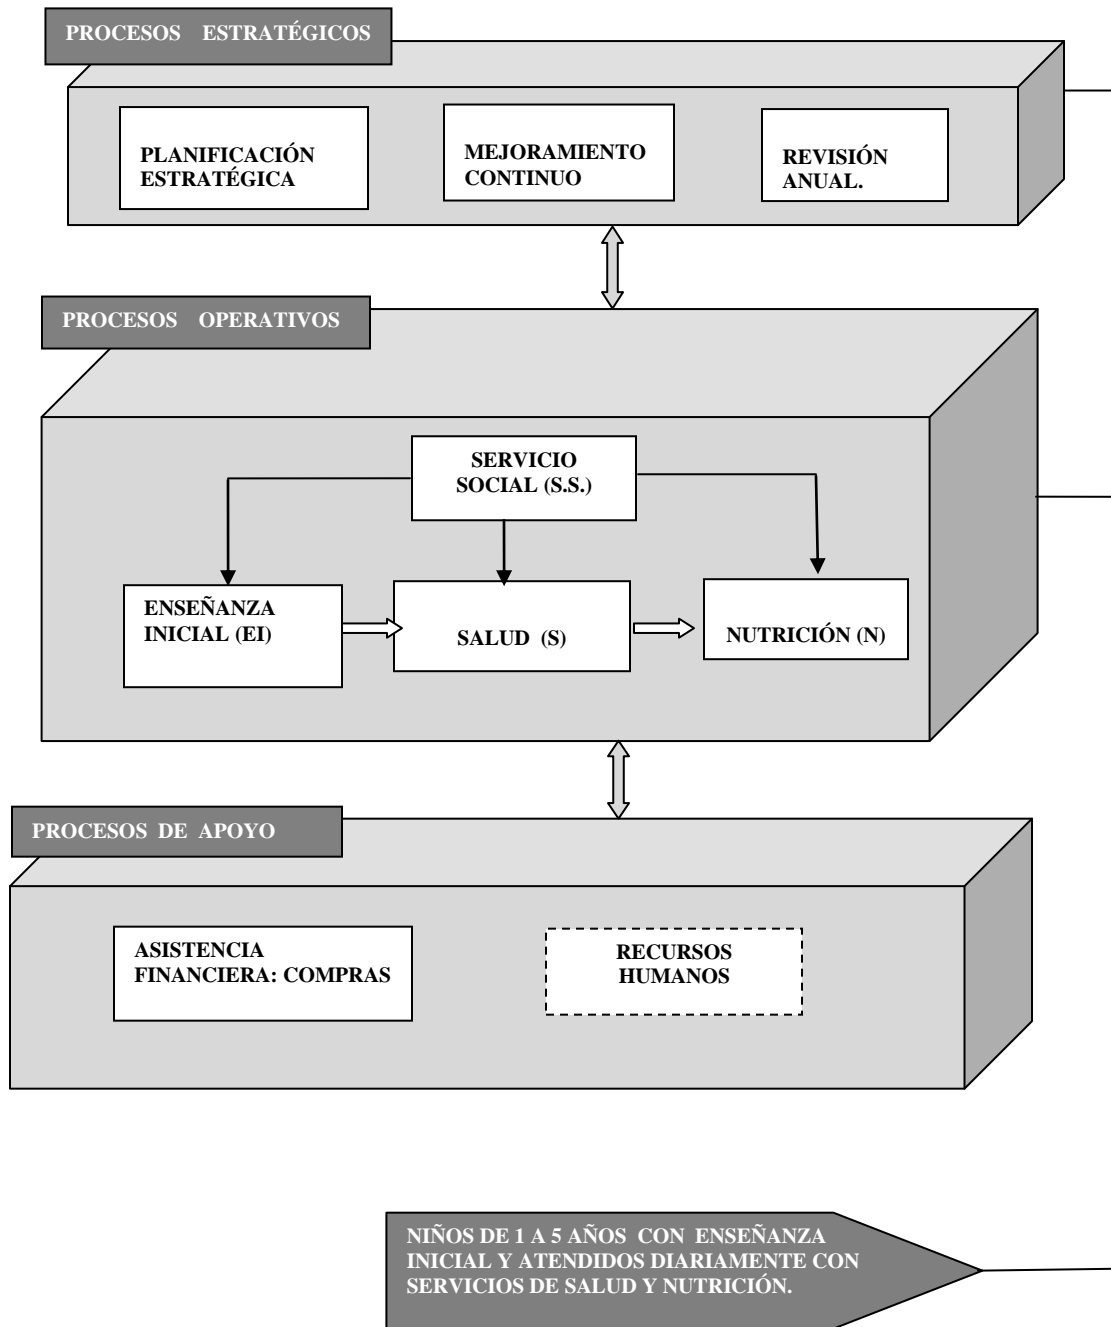 PROCESOS ESTRATÉGICOS
PLANIFICACIÓN
ESTRATÉGICA
MEJORAMIENTO
CONTINUO
REVISIÓN
ANUAL.
PROCESOS OPERATIVOS
SERVICIO
SOCIAL (S.S.)
ENSEÑANZA
INICIAL (EI)
SALUD (S)
NUTRICIÓN (N)
PROCESOS DE APOYO
ASISTENCIA
FINANCIERA: COMPRAS
RECURSOS
HUMANOS
NIÑOS DE 1 A 5 AÑOS CON ENSEÑANZA
INICIAL Y ATENDIDOS DIARIAMENTE CON
SERVICIOS DE SALUD Y NUTRICIÓN.